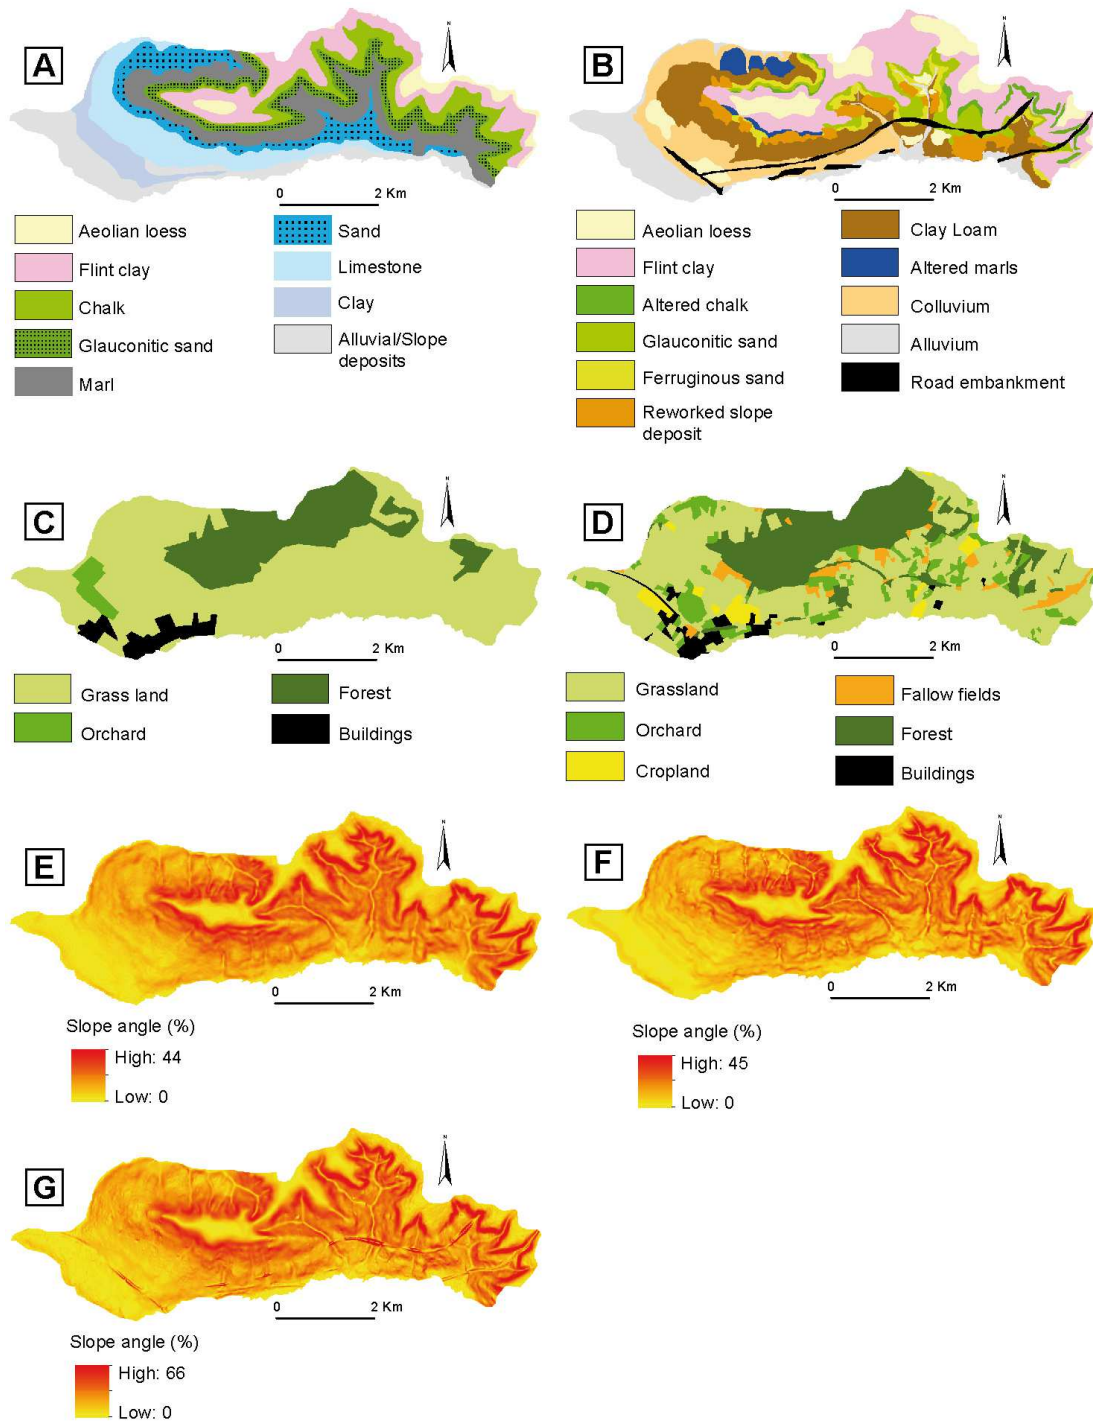 A
N
0 2 Km
Aeolian loess
Flint clay
Chalk
Glauconitic sand
Marl
Sand
Limestone
Clay
Alluvial/Slope
deposits
B
N
0 2 Km
Aeolian loess
Flint clay
Altered chalk
Glauconitic sand
Ferruginous sand
Reworked slope
deposit
Clay Loam
Altered marls
Colluvium
Alluvium
Road embankment
C
N
0 2 Km
Grass land
Orchard
Forest
Buildings
D
N
0 2 Km
Grassland
Orchard
Cropland
Fallow fields
Forest
Buildings
E
N
0 2 Km
Slope angle (%)
High: 44
Low: 0
F
N
0 2 Km
Slope angle (%)
High: 45
Low: 0
G
N
0 2 Km
Slope angle (%)
High: 66
Low: 0